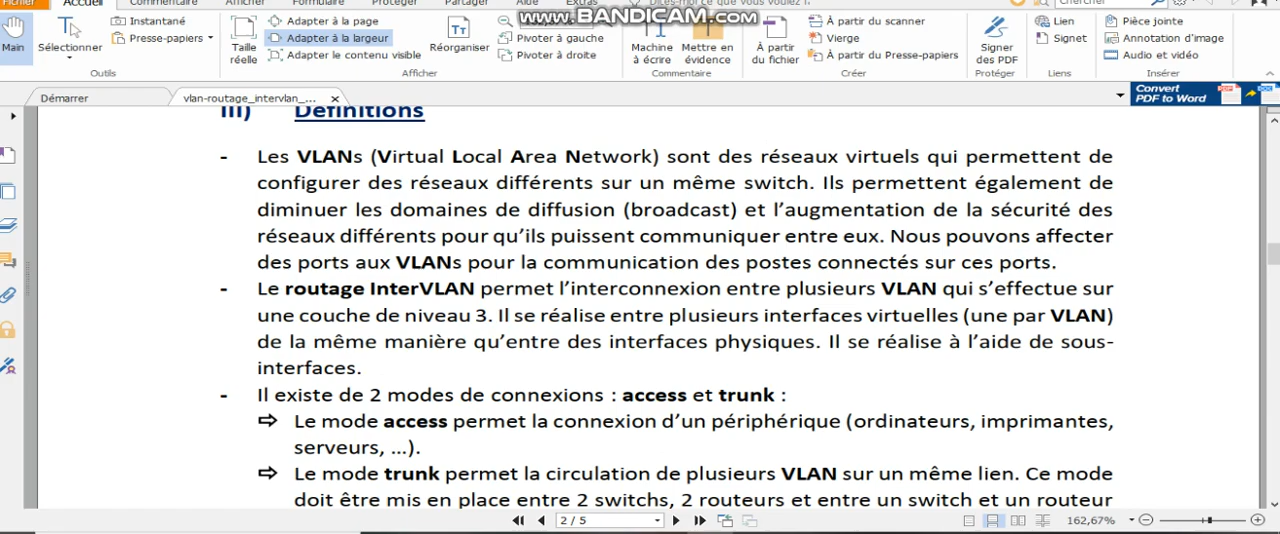 www.BANDICAM.com
Fichier Accueil Commentaire Afficher Formulaire Protéger Partager Aide Extras Dites-moi ce que vous voulez f Chercher
Main
Sélectionner
Instantané
Presse-papiers
Outils
Taille réelle
Adapter à la page
Adapter à la largeur
Adapter le contenu visible
Réorganiser
Pivoter à gauche
Pivoter à droite
Afficher
Machine à écrire
Mettre en évidence
Commentaire
À partir du fichier
À partir du scanner
Vierge
À partir du Presse-papiers
Créer
Signer des PDF
Protéger
Lien
Signet
Liens
Pièce jointe
Annotation d'image
Audio et vidéo
Insérer
Démarrer
vlan-routage_intervlan_...
Convert
PDF to Word
III) Définitions
- Les VLANs (Virtual Local Area Network) sont des réseaux virtuels qui permettent de
configurer des réseaux différents sur un même switch. Ils permettent également de
diminuer les domaines de diffusion (broadcast) et l'augmentation de la sécurité des
réseaux différents pour qu'ils puissent communiquer entre eux. Nous pouvons affecter
des ports aux VLANs pour la communication des postes connectés sur ces ports.
- Le routage InterVLAN permet l'interconnexion entre plusieurs VLAN qui s'effectue sur
une couche de niveau 3. Il se réalise entre plusieurs interfaces virtuelles (une par VLAN)
de la même manière qu'entre des interfaces physiques. Il se réalise à l'aide de sous-
interfaces.
- Il existe de 2 modes de connexions : access et trunk :
⇨ Le mode access permet la connexion d'un périphérique (ordinateurs, imprimantes,
serveurs, ...).
⇨ Le mode trunk permet la circulation de plusieurs VLAN sur un même lien. Ce mode
doit être mis en place entre 2 switchs, 2 routeurs et entre un switch et un routeur
2 / 5
162,67%